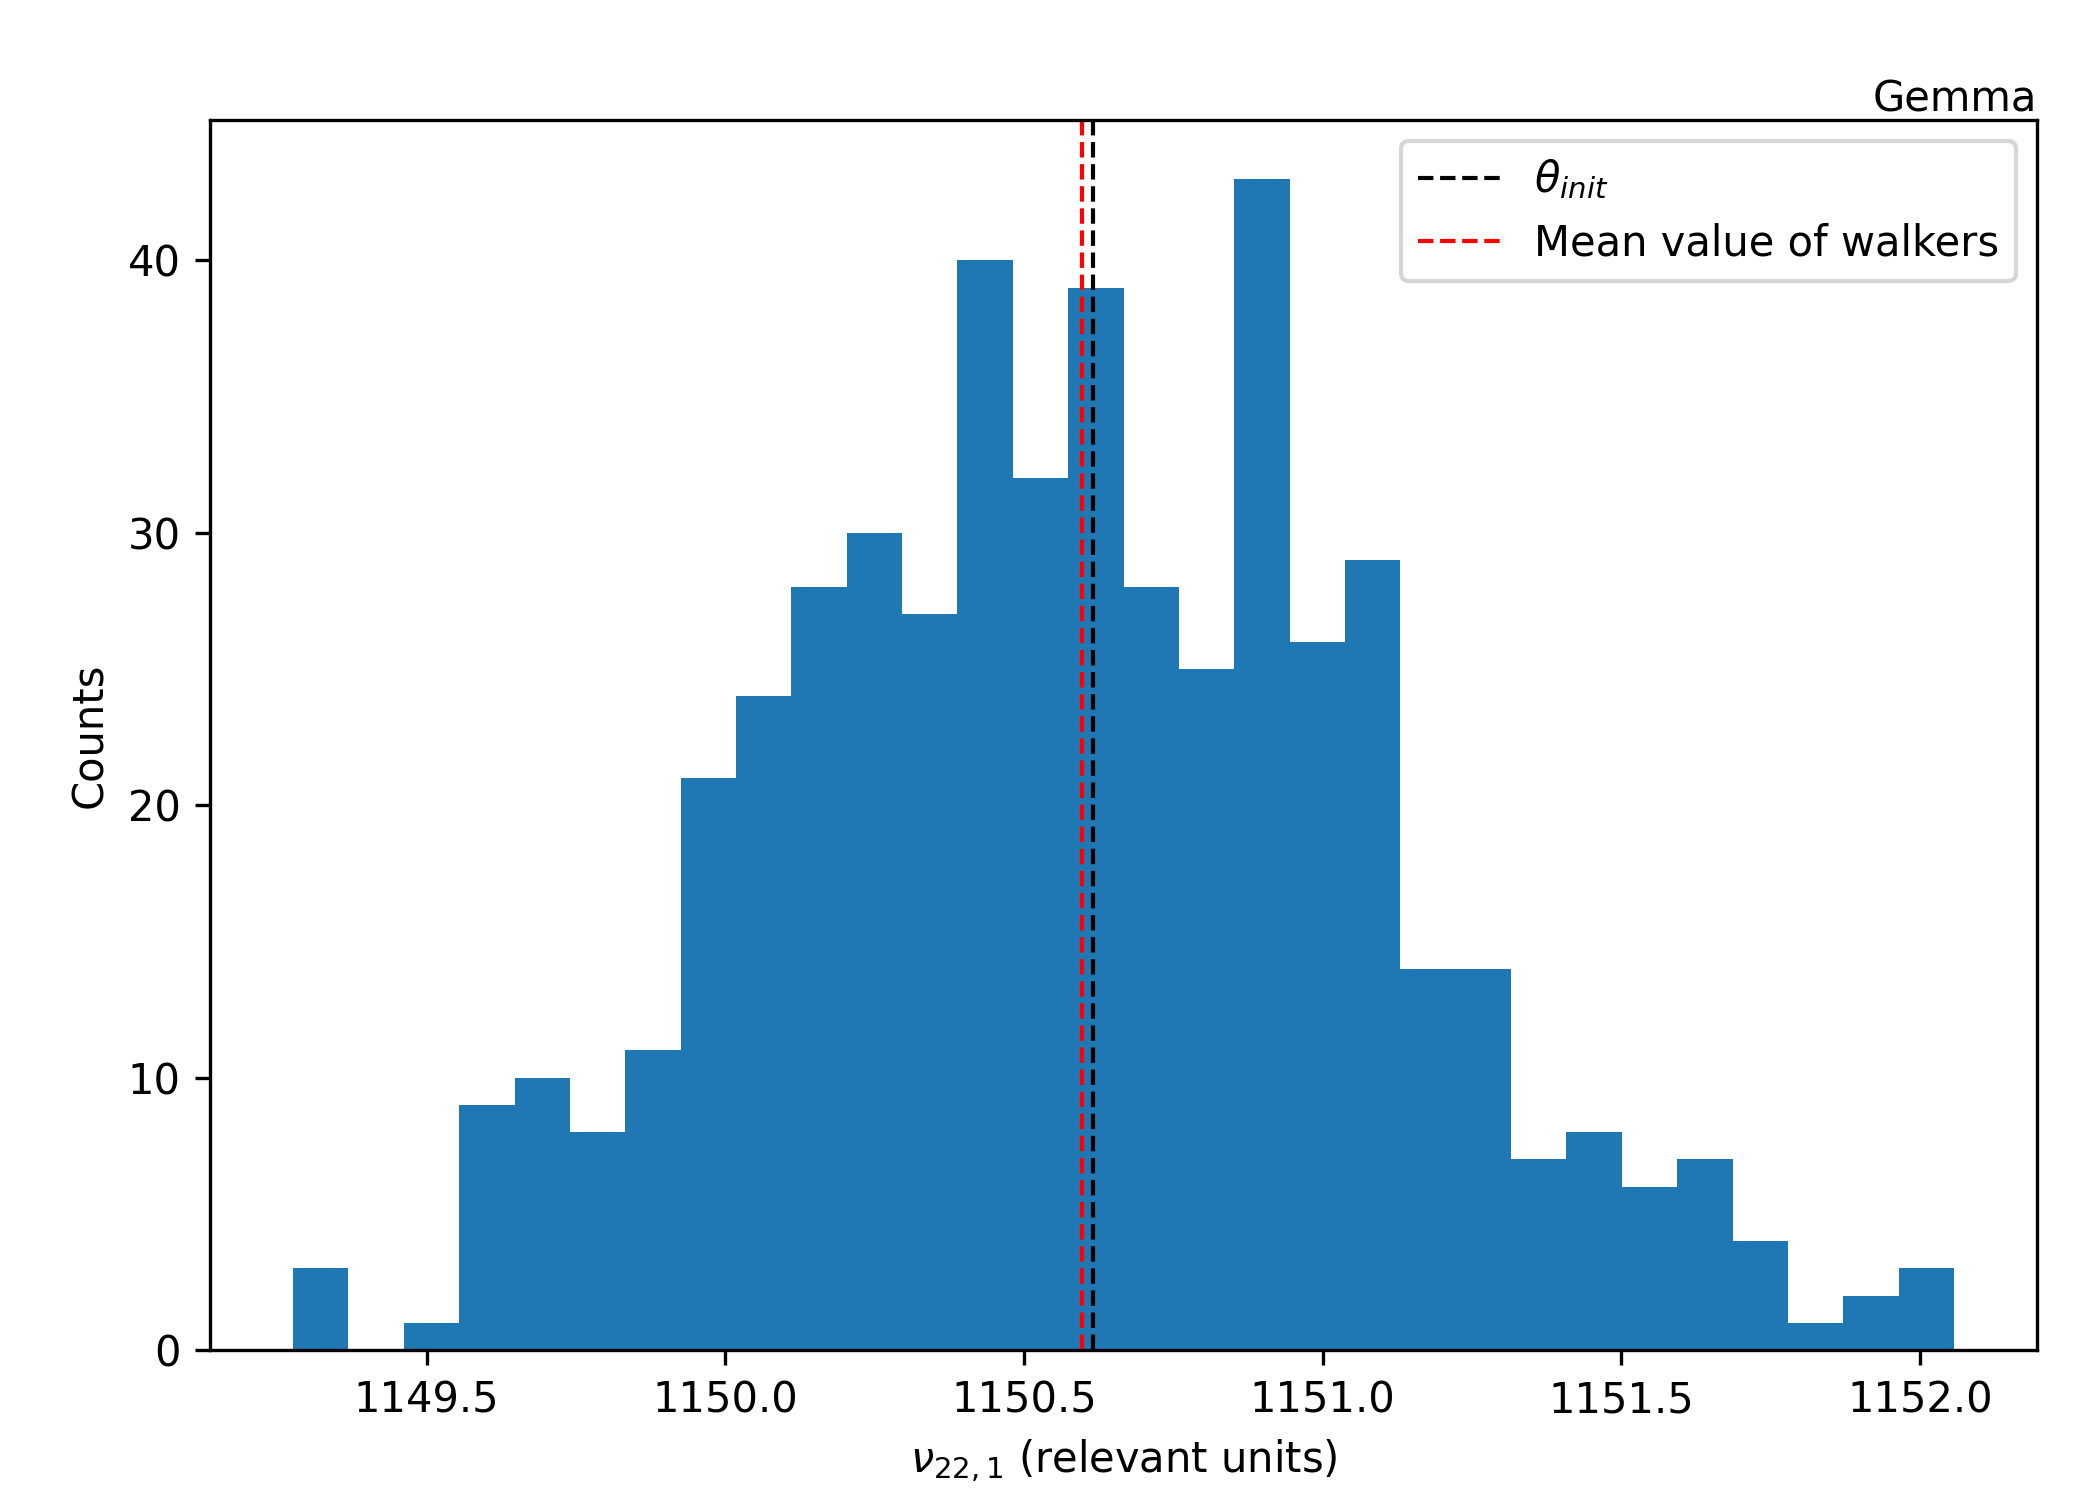 Gemma
θinit
Mean value of walkers
Counts
40
30
20
10
0
1149.5 1150.0 1150.5 1151.0 1151.5 1152.0
ν22, 1 (relevant units)